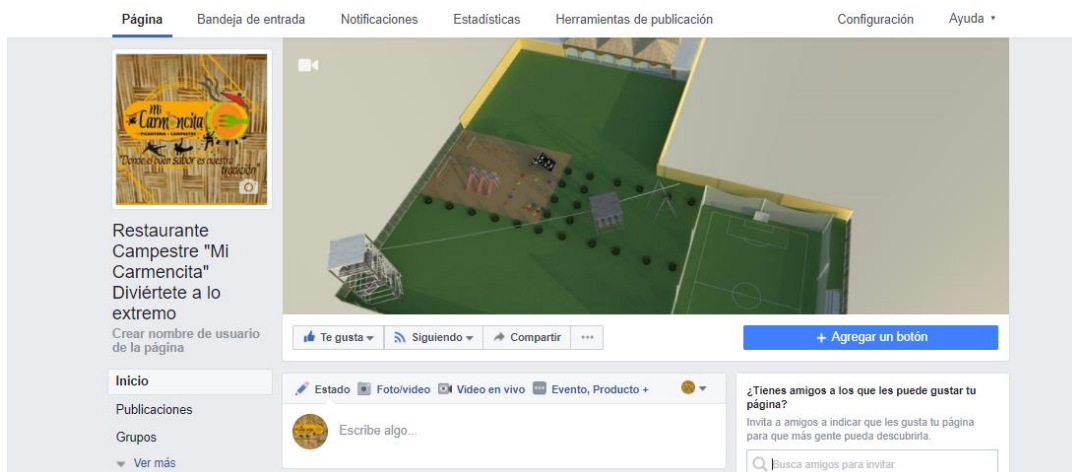 Página Bandeja de entrada Notificaciones Estadísticas Herramientas de publicación Configuración Ayuda
Mi
Carmencita
PICANTERIA - CAMPESTRE
"Donde el buen sabor es nuestra
tradición"
Restaurante
Campestre "Mi
Carmencita"
Diviértete a lo
extremo
Crear nombre de usuario
de la página
Te gusta Siguiendo Compartir
+ Agregar un botón
Inicio
Publicaciones
Grupos
Ver más
Estado Foto/video Video en vivo Evento, Producto +
Escribe algo...
¿Tienes amigos a los que les puede gustar tu
página?
Invita a amigos a indicar que les gusta tu página
para que más gente pueda descubrirla.
Busca amigos para invitar